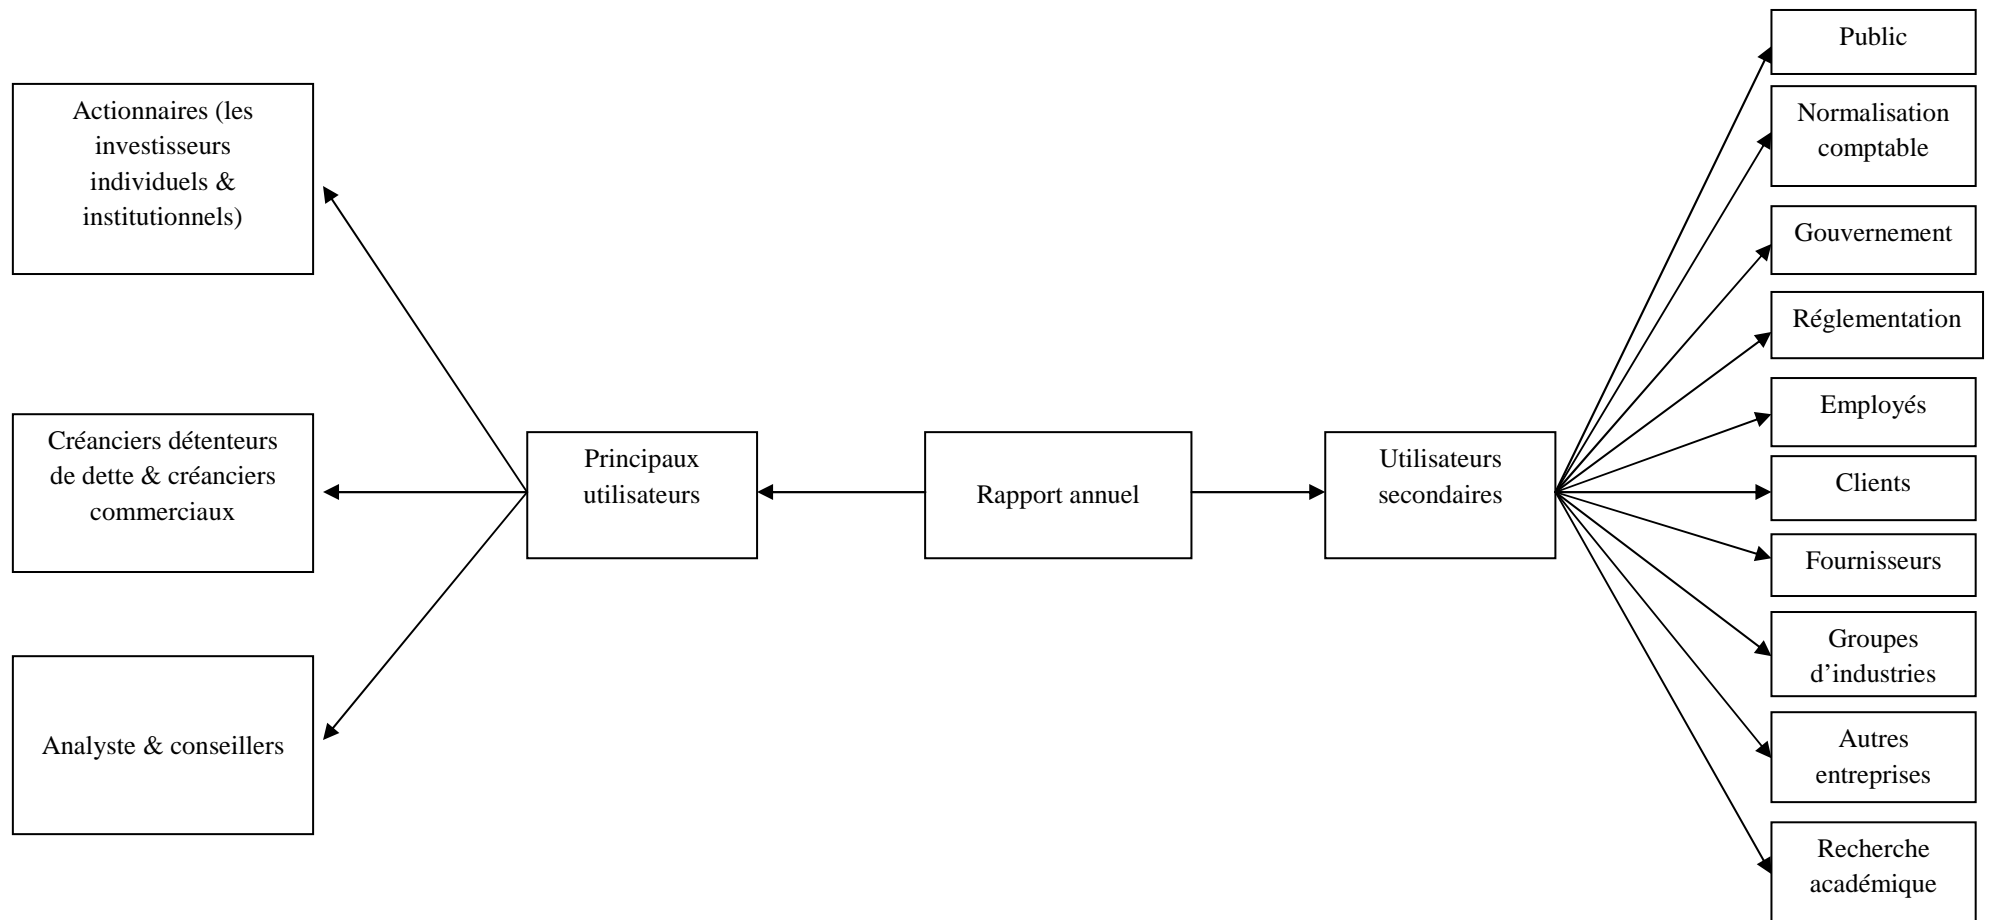 Actionnaires (les
investisseurs
individuels &
institutionnels)
Créanciers détenteurs
de dette & créanciers
commerciaux
Analyste & conseillers
Principaux
utilisateurs
Rapport annuel
Utilisateurs
secondaires
Public
Normalisation
comptable
Gouvernement
Réglementation
Employés
Clients
Fournisseurs
Groupes
d’industries
Autres
entreprises
Recherche
académique